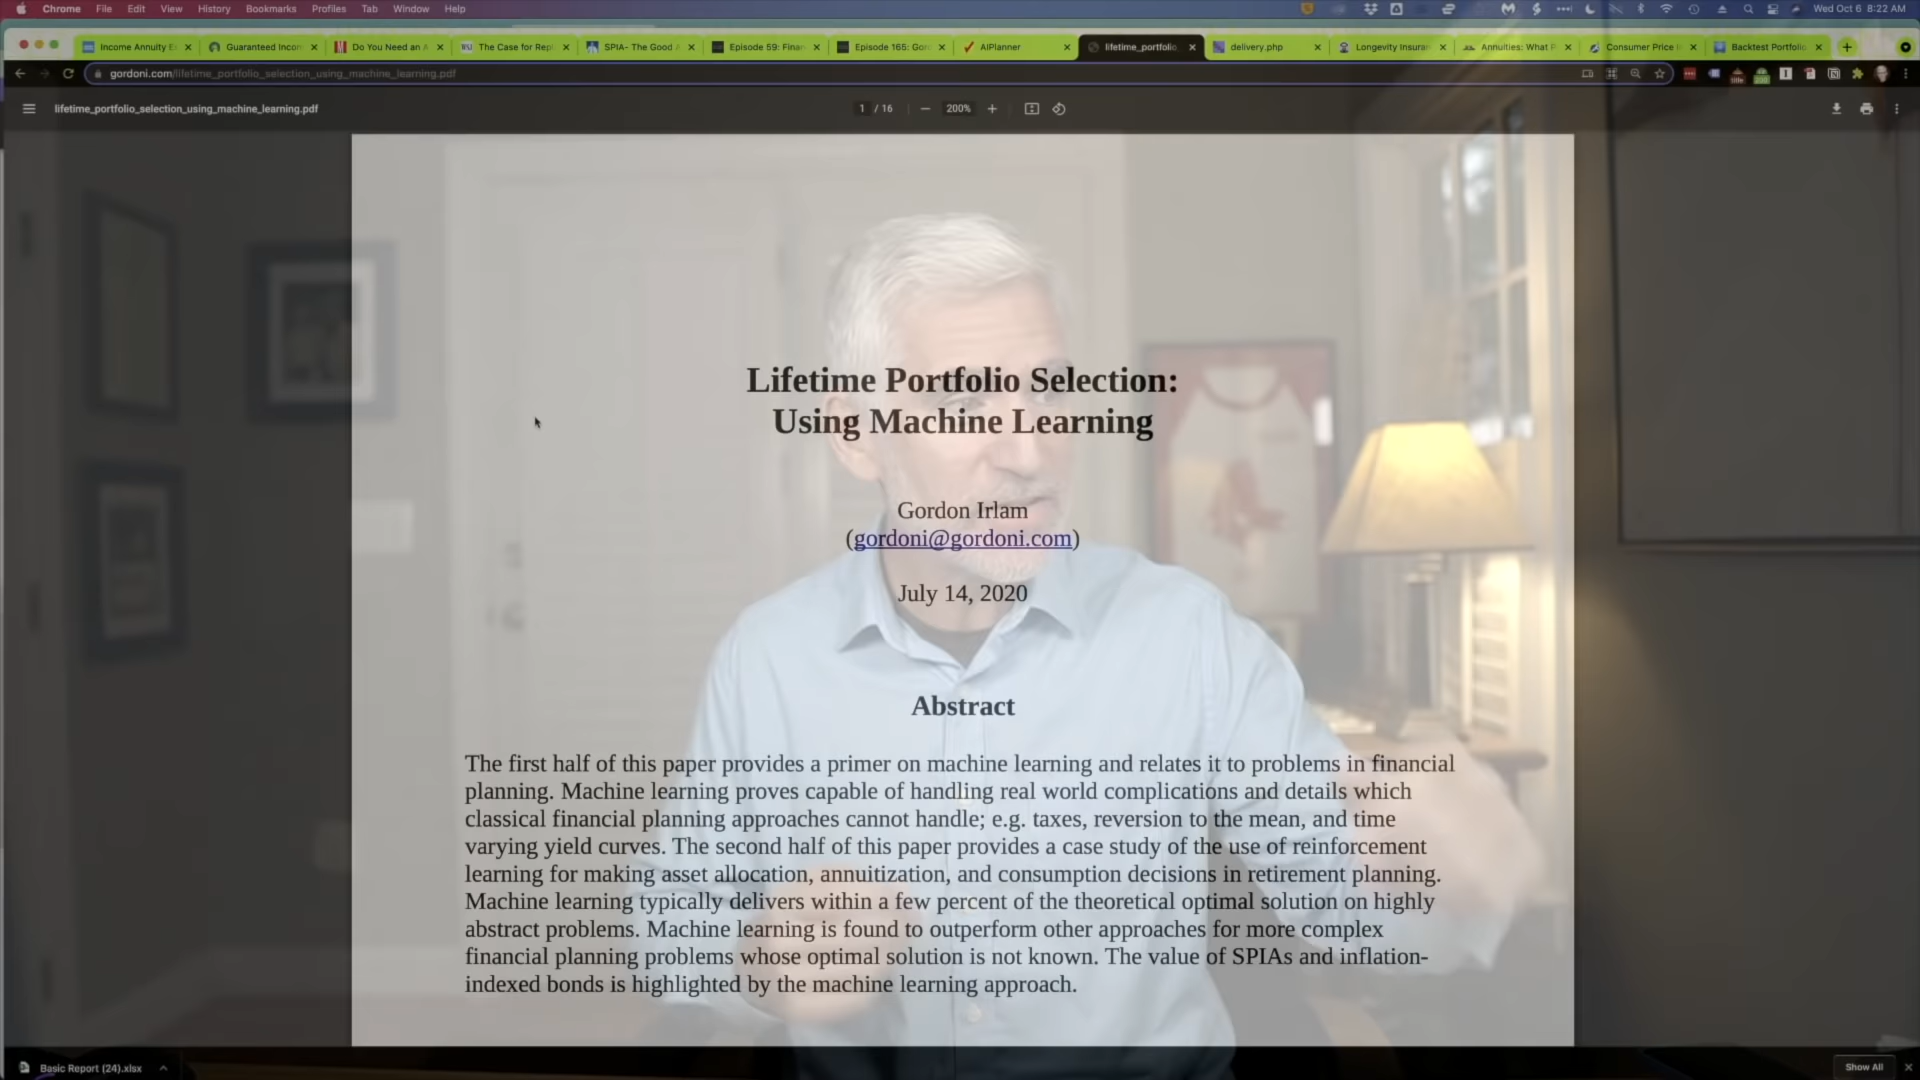 Chrome File Edit View History Bookmarks Profiles Tab Window Help Wed Oct 6 8:22 AM
Income Annuity Guaranteed Incom Do You Need an A The Case for Rep SPIA- The Good Episode 59: Finan Episode 165: Gor AIPlanner lifetime_portfolio delivery.php Longevity Insuran Annuities: What Consumer Price Backtest Portfolio
gordoni.com/lifetime_portfolio_selection_using_machine_learning.pdf
lifetime_portfolio_selection_using_machine_learning.pdf 1 / 16 200%
Lifetime Portfolio Selection:
Using Machine Learning
Gordon Irlam
(gordoni@gordoni.com)
July 14, 2020
Abstract
The first half of this paper provides a primer on machine learning and relates it to problems in financial
planning. Machine learning proves capable of handling real world complications and details which
classical financial planning approaches cannot handle; e.g. taxes, reversion to the mean, and time
varying yield curves. The second half of this paper provides a case study of the use of reinforcement
learning for making asset allocation, annuitization, and consumption decisions in retirement planning.
Machine learning typically delivers within a few percent of the theoretical optimal solution on highly
abstract problems. Machine learning is found to outperform other approaches for more complex
financial planning problems whose optimal solution is not known. The value of SPIAs and inflation-
indexed bonds is highlighted by the machine learning approach.
Basic Report (24).xlsx Show All